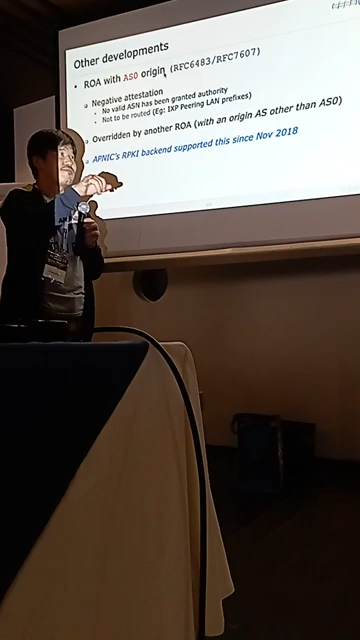 Other developments
• ROA with AS0 origin (RFC6483/RFC7607)
Negative attestation
• No valid ASN has been granted authority
• Not to be routed (Eg: IXP Peering LAN prefixes)
Overridden by another ROA (with an origin AS other than AS0)
APNIC's RPKI backend supported this since Nov 2018